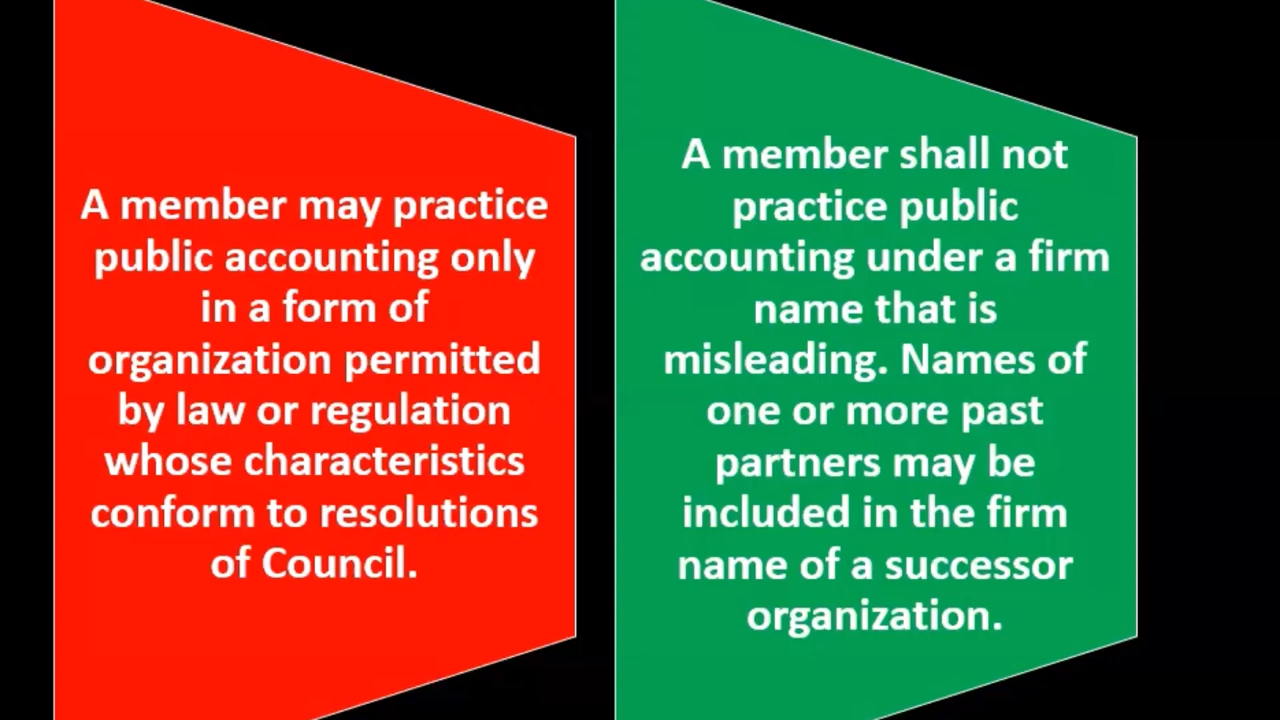 A member may practice
public accounting only
in a form of
organization permitted
by law or regulation
whose characteristics
conform to resolutions
of Council.
A member shall not
practice public
accounting under a firm
name that is
misleading. Names of
one or more past
partners may be
included in the firm
name of a successor
organization.